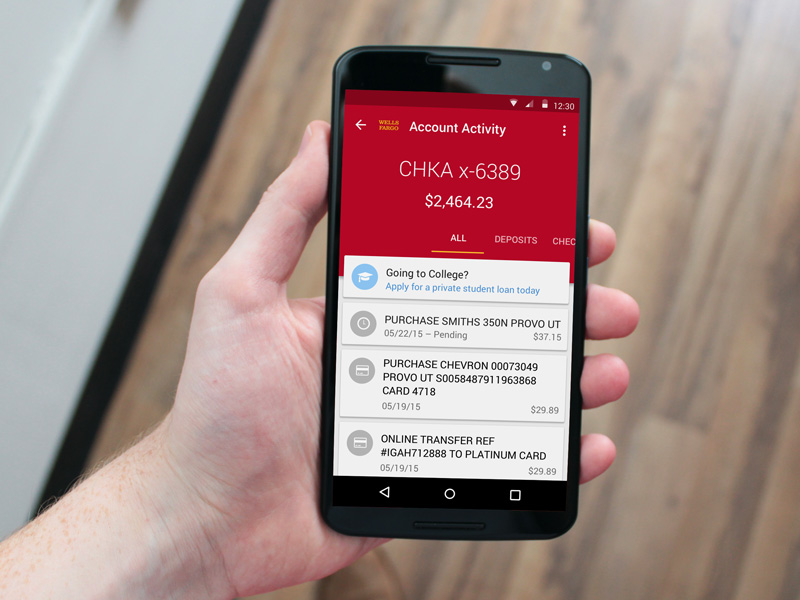 12:30
WELLS
FARGO
Account Activity
CHKA x-6389
$2,464.23
ALL DEPOSITS CHEC
Going to College?
Apply for a private student loan today
PURCHASE SMITHS 350N PROVO UT
05/22/15 – Pending $37.15
PURCHASE CHEVRON 00073049
PROVO UT S0058487911963868
CARD 4718
05/19/15 $29.89
ONLINE TRANSFER REF
#IGAH712888 TO PLATINUM CARD
05/19/15 $29.89